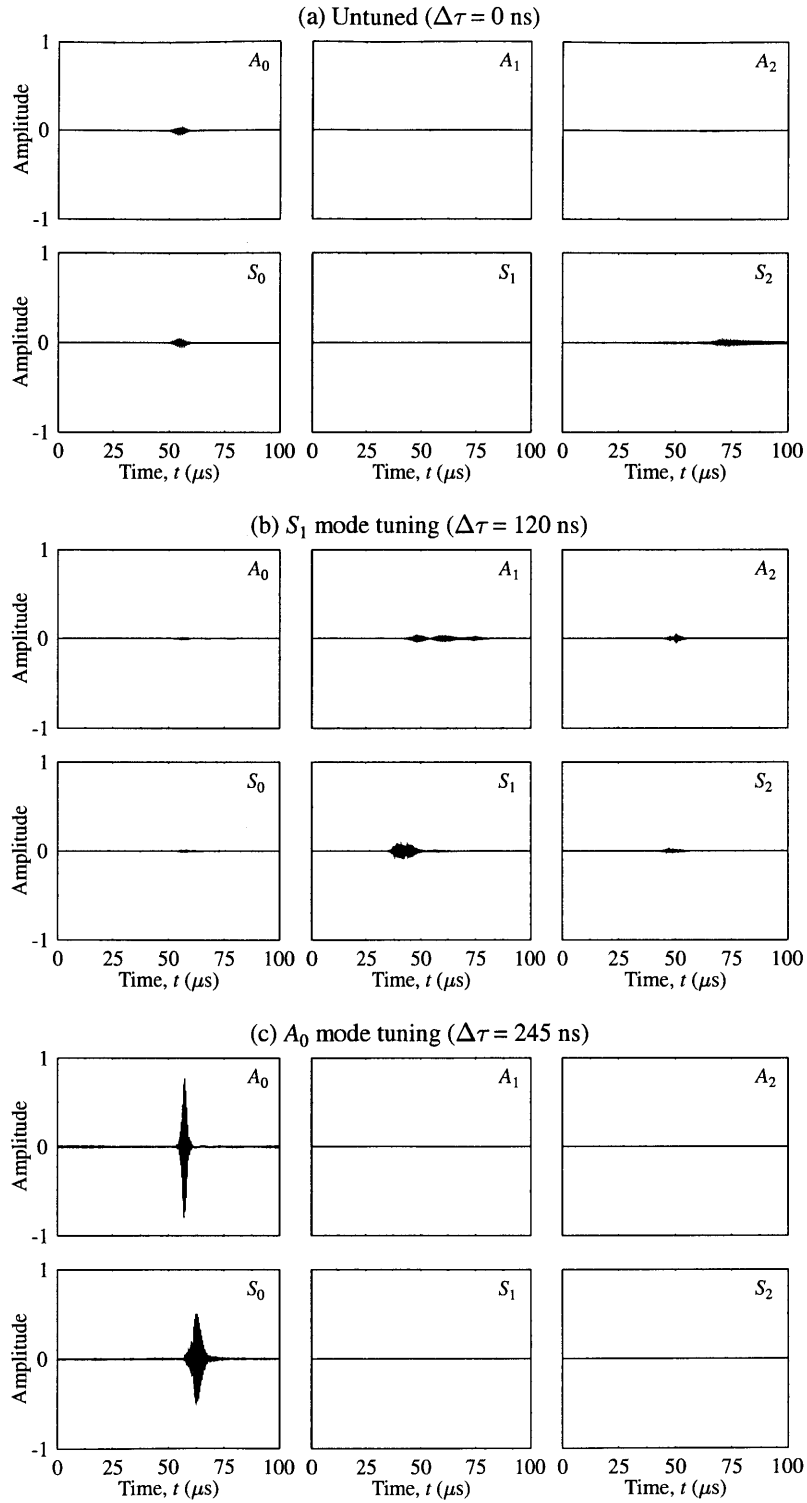 (a) Untuned (Δτ = 0 ns)
1
0
-1
Amplitude
A0
A1
A2
1
0
-1
Amplitude
S0
S1
S2
0 25 50 75 100
0 25 50 75 100
0 25 50 75 100
Time, t (μs)
Time, t (μs)
Time, t (μs)
(b) S1 mode tuning (Δτ = 120 ns)
1
0
-1
Amplitude
A0
A1
A2
1
0
-1
Amplitude
S0
S1
S2
0 25 50 75 100
0 25 50 75 100
0 25 50 75 100
Time, t (μs)
Time, t (μs)
Time, t (μs)
(c) A0 mode tuning (Δτ = 245 ns)
1
0
-1
Amplitude
A0
A1
A2
1
0
-1
Amplitude
S0
S1
S2
0 25 50 75 100
0 25 50 75 100
0 25 50 75 100
Time, t (μs)
Time, t (μs)
Time, t (μs)